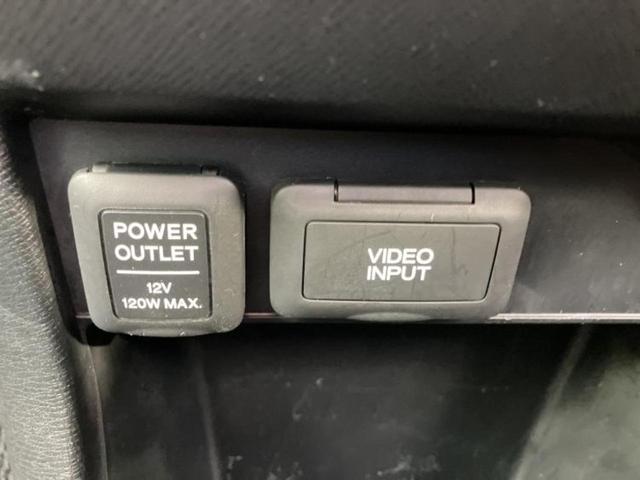 POWER
OUTLET
12V
120W MAX.
VIDEO
INPUT